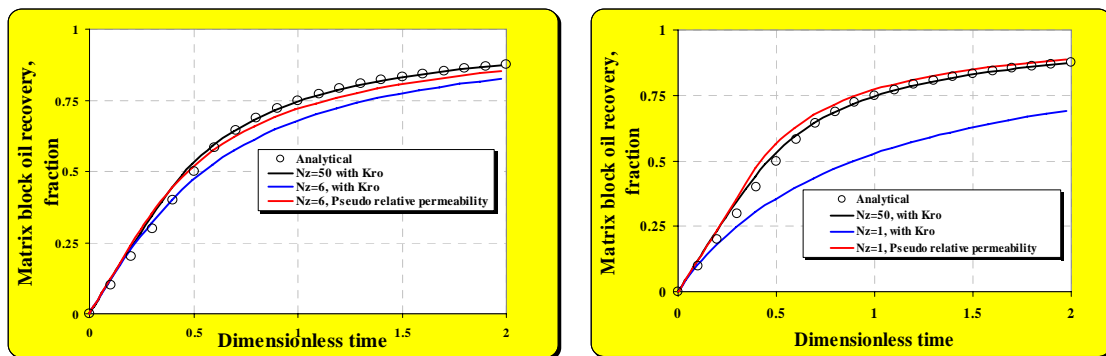 Matrix block oil recovery,
fraction
1
0.75
0.5
0.25
0
Analytical
Nz=50 with Kro
Nz=6, with Kro
Nz=6, Pseudo relative permeability
0
0.5
1
1.5
2
Dimensionless time
Matrix block oil recovery,
fraction
1
0.75
0.5
0.25
0
Analytical
Nz=50, with Kro
Nz=1, with Kro
Nz=1, Pseudo relative permeability
0
0.5
1
1.5
2
Dimensionless time